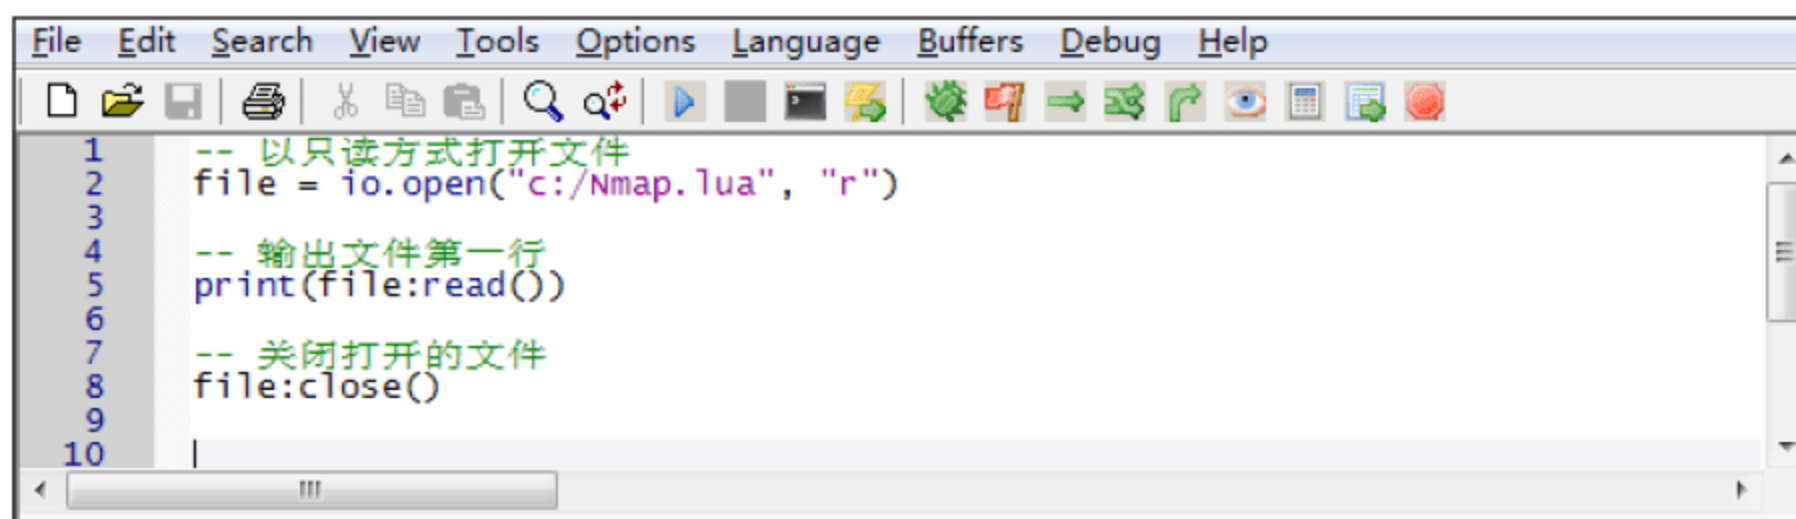 File Edit Search View Tools Options Language Buffers Debug Help
1 -- 以只读方式打开文件
2 file = io.open("c:/Nmap.lua", "r")
3
4 -- 输出文件第一行
5 print(file:read())
6
7 -- 关闭打开的文件
8 file:close()
9
10